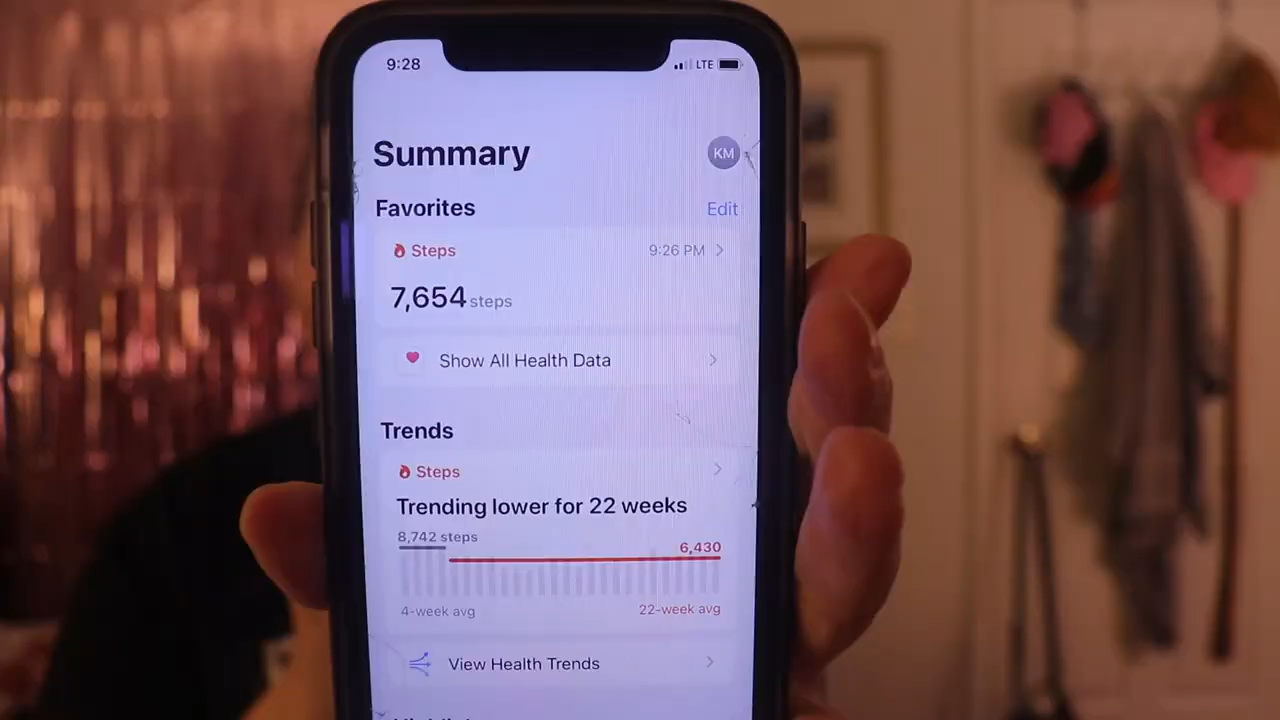 9:28 LTE
Summary KM
Favorites Edit
Steps 9:26 PM
7,654 steps
Show All Health Data
Trends
Steps
Trending lower for 22 weeks
8,742 steps
6,430
4-week avg 22-week avg
View Health Trends